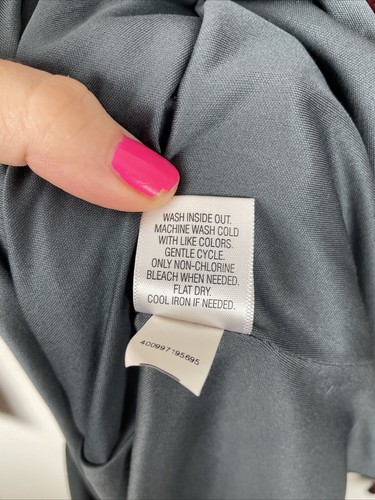 WASH INSIDE OUT.
MACHINE WASH COLD
WITH LIKE COLORS.
GENTLE CYCLE.
ONLY NON-CHLORINE
BLEACH WHEN NEEDED.
FLAT DRY.
COOL IRON IF NEEDED.
400997195695